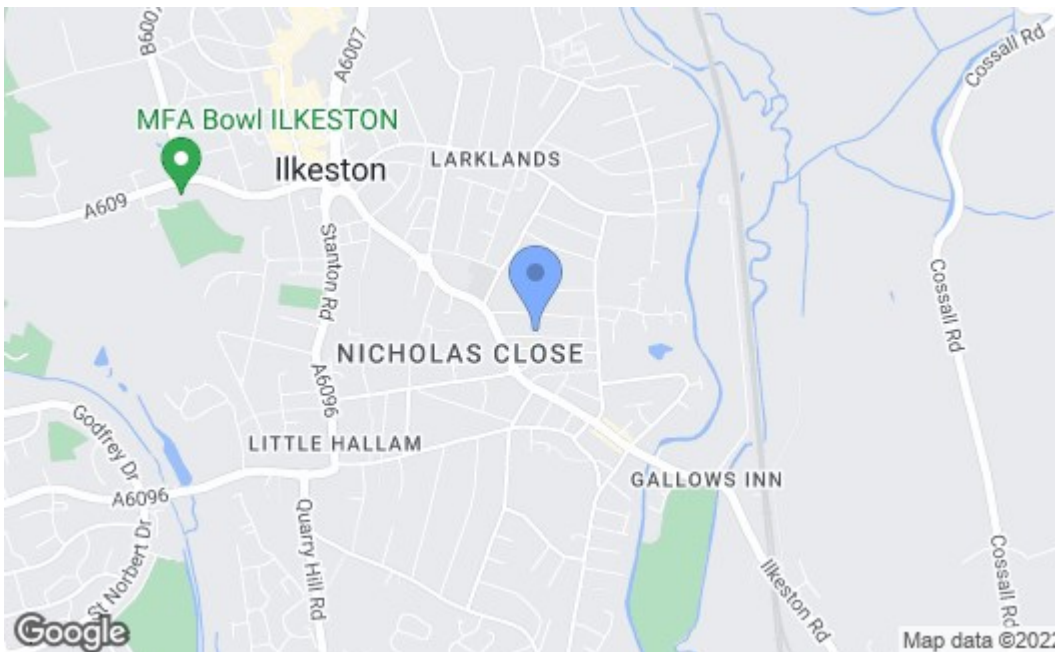 B6007
A6007
MFA Bowl ILKESTON
Ilkeston
LARKLANDS
A609
Stanton Rd
Cossall Rd
Cossall Rd
NICHOLAS CLOSE
A6096
LITTLE HALLAM
Godfrey Dr
A6096
St Norbert Dr
Quarry Hill Rd
GALLOWS INN
Ilkeston Rd
Cossall Rd
Google
Map data ©2022